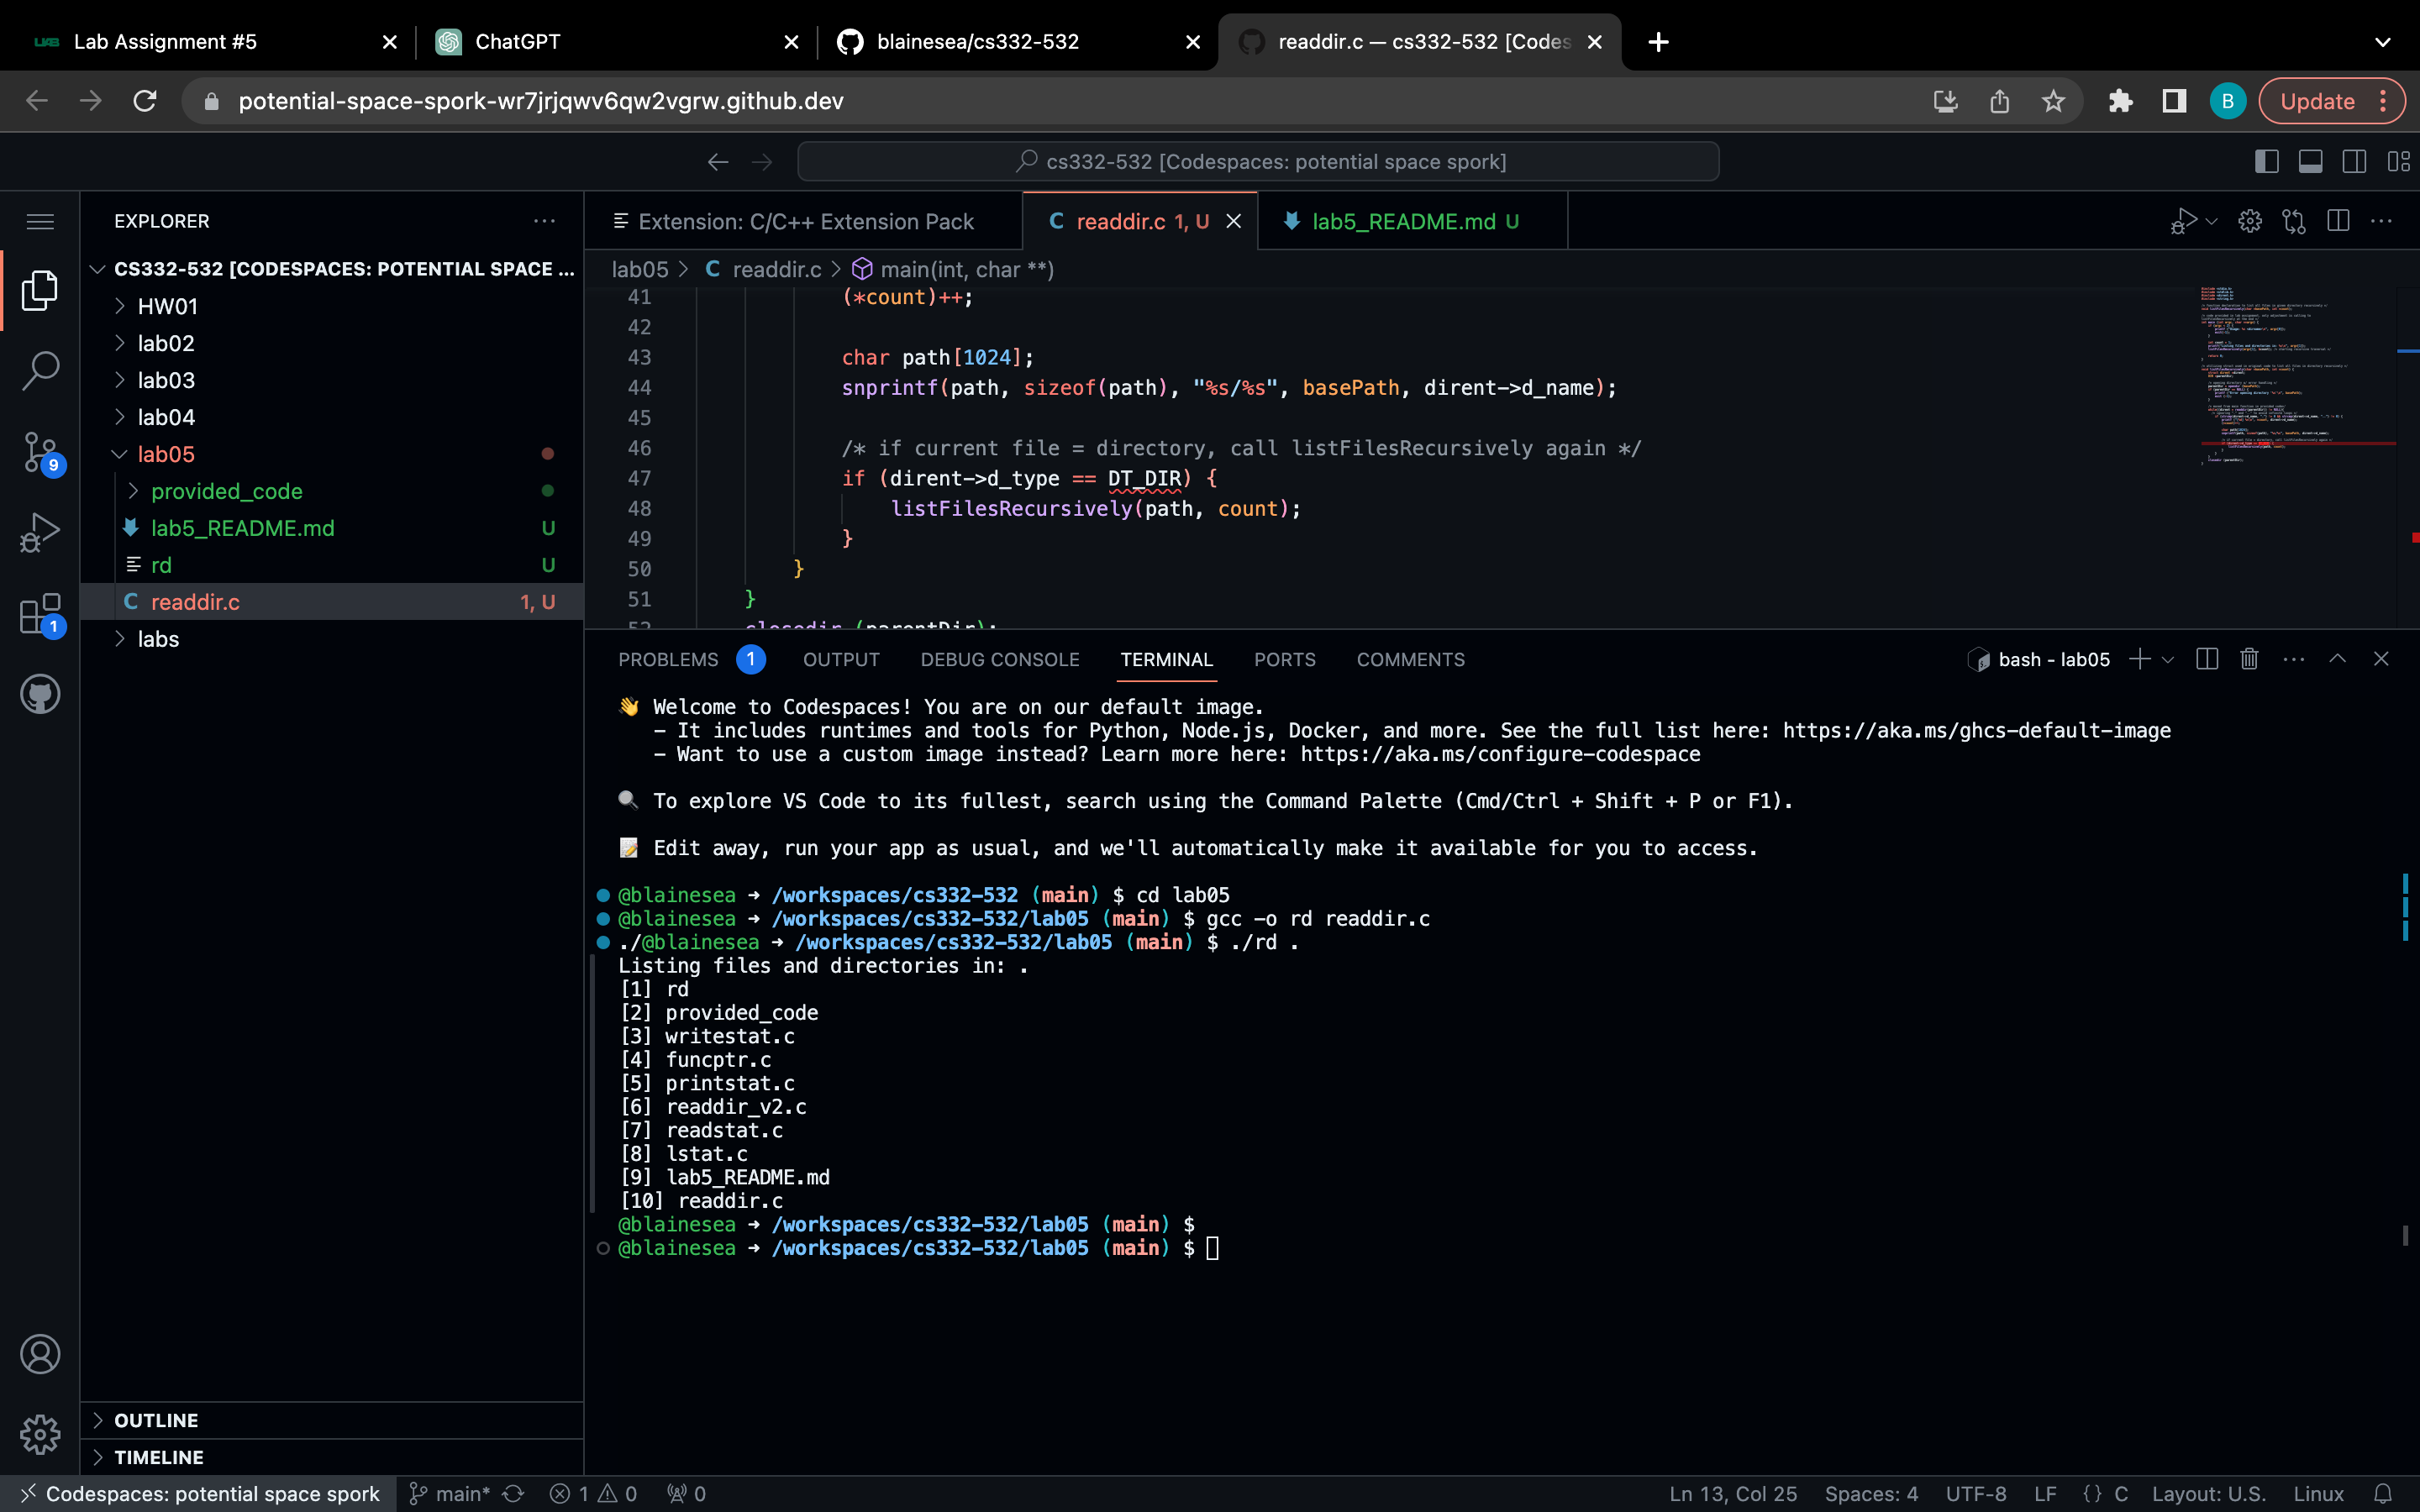 Lab Assignment #5
ChatGPT
blainesea/cs332-532
readdir.c — cs332-532 [Codes
potential-space-spork-wr7jrjqwv6qw2vgrw.github.dev
B
Update
cs332-532 [Codespaces: potential space spork]
EXPLORER
CS332-532 [CODESPACES: POTENTIAL SPACE ...
HW01
lab02
lab03
lab04
lab05
provided_code
lab5_README.md U
rd U
readdir.c 1, U
labs
OUTLINE
TIMELINE
9
1
Extension: C/C++ Extension Pack
readdir.c 1, U
lab5_README.md U
lab05 > C readdir.c > main(int, char **)
41 (*count)++;
42
43 char path[1024];
44 snprintf(path, sizeof(path), "%s/%s", basePath, dirent->d_name);
45
46 /* if current file = directory, call listFilesRecursively again */
47 if (dirent->d_type == DT_DIR) {
48 listFilesRecursively(path, count);
49 }
50 }
51 }
52 closedir (parentDir);
PROBLEMS 1 OUTPUT DEBUG CONSOLE TERMINAL PORTS COMMENTS
bash - lab05
👋 Welcome to Codespaces! You are on our default image.
- It includes runtimes and tools for Python, Node.js, Docker, and more. See the full list here: https://aka.ms/ghcs-default-image
- Want to use a custom image instead? Learn more here: https://aka.ms/configure-codespace
🔍 To explore VS Code to its fullest, search using the Command Palette (Cmd/Ctrl + Shift + P or F1).
📝 Edit away, run your app as usual, and we'll automatically make it available for you to access.
@blainesea ➜ /workspaces/cs332-532 (main) $ cd lab05
@blainesea ➜ /workspaces/cs332-532/lab05 (main) $ gcc -o rd readdir.c
./@blainesea ➜ /workspaces/cs332-532/lab05 (main) $ ./rd .
Listing files and directories in: .
[1] rd
[2] provided_code
[3] writestat.c
[4] funcptr.c
[5] printstat.c
[6] readdir_v2.c
[7] readstat.c
[8] lstat.c
[9] lab5_README.md
[10] readdir.c
@blainesea ➜ /workspaces/cs332-532/lab05 (main) $
@blainesea ➜ /workspaces/cs332-532/lab05 (main) $
Codespaces: potential space spork main* 1 0 0
Ln 13, Col 25 Spaces: 4 UTF-8 LF {} C Layout: U.S. Linux